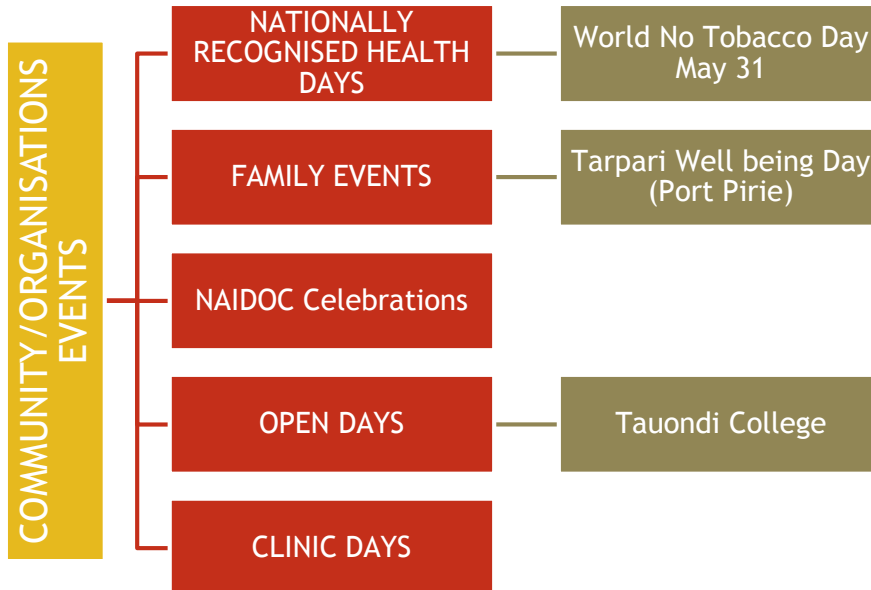 COMMUNITY/ORGANISATIONS
EVENTS
NATIONALLY
RECOGNISED HEALTH
DAYS
World No Tobacco Day
May 31
FAMILY EVENTS
Tarpari Well being Day
(Port Pirie)
NAIDOC Celebrations
OPEN DAYS
Tauondi College
CLINIC DAYS